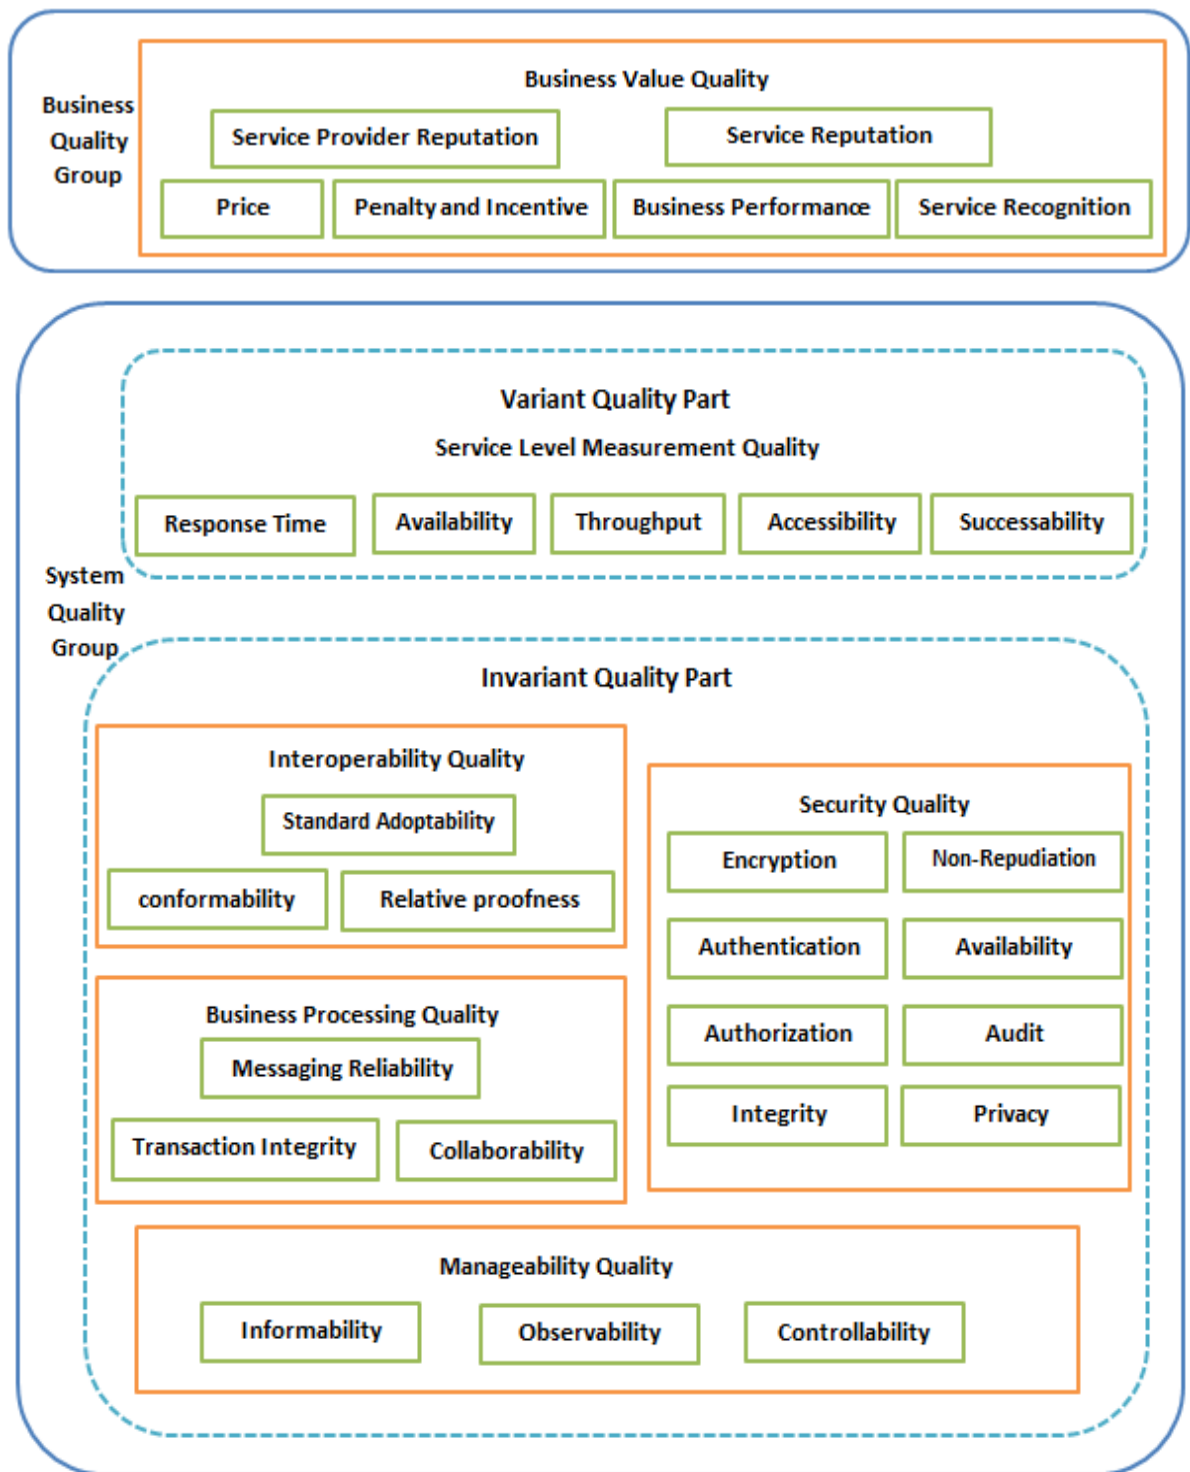 Business Value Quality
Business
Quality
Group
Service Provider Reputation
Service Reputation
Price
Penalty and Incentive
Business Performance
Service Recognition
Variant Quality Part
Service Level Measurement Quality
Response Time
Availability
Throughput
Accessibility
Successability
System
Quality
Group
Invariant Quality Part
Interoperability Quality
Standard Adoptability
conformability
Relative proofness
Security Quality
Encryption
Non-Repudiation
Authentication
Availability
Authorization
Audit
Integrity
Privacy
Business Processing Quality
Messaging Reliability
Transaction Integrity
Collaborability
Manageability Quality
Informability
Observability
Controllability